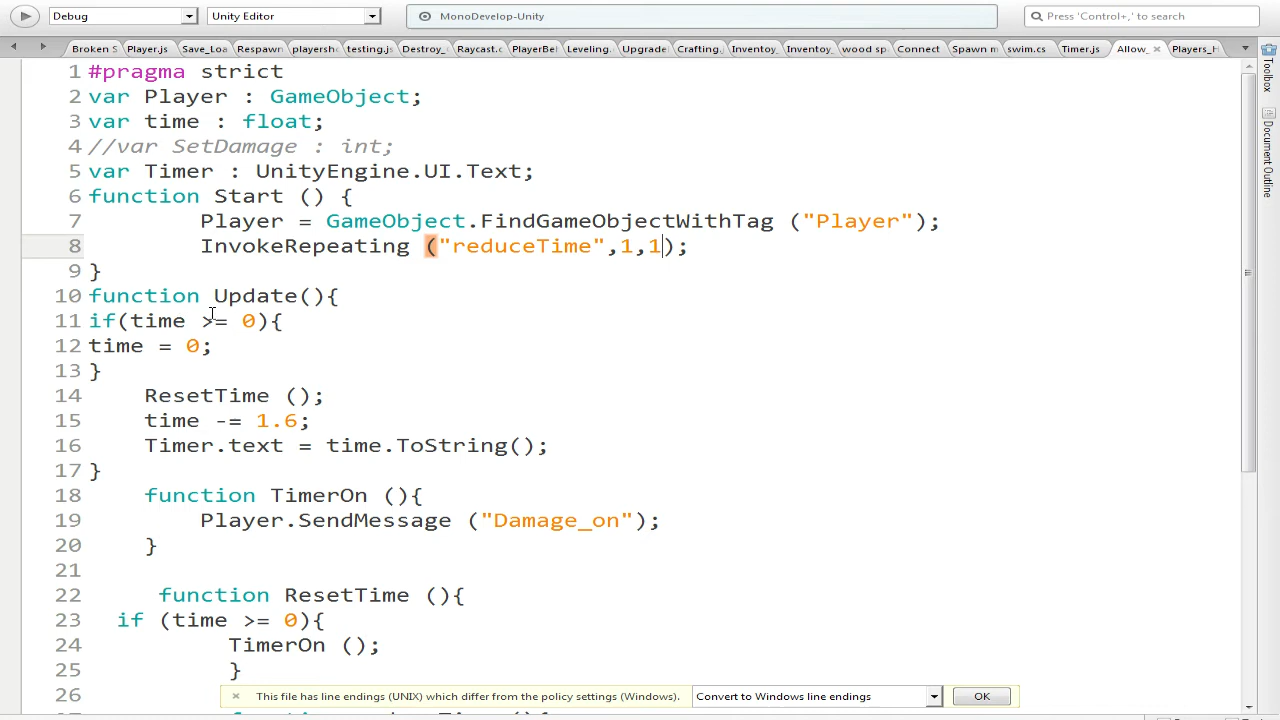 Debug
Unity Editor
MonoDevelop-Unity
Press 'Control+,' to search
Broken S
Player.js
Save_Loa
Respawn
playersh
testing.js
Destroy_
Raycast.c
PlayerBel
Leveling.
Upgrade
Crafting.
Inventoy_
Inventoy_
wood sp
Connect
Spawn m
swim.cs
Timer.js
Allow_
Players_H
Toolbox
Document Outline
1 #pragma strict
2 var Player : GameObject;
3 var time : float;
4 //var SetDamage : int;
5 var Timer : UnityEngine.UI.Text;
6 function Start () {
7 Player = GameObject.FindGameObjectWithTag ("Player");
8 InvokeRepeating ("reduceTime",1,1);
9 }
10 function Update(){
11 if(time >= 0){
12 time = 0;
13 }
14 ResetTime ();
15 time -= 1.6;
16 Timer.text = time.ToString();
17 }
18 function TimerOn (){
19 Player.SendMessage ("Damage_on");
20 }
21
22 function ResetTime (){
23 if (time >= 0){
24 TimerOn ();
25 }
26
This file has line endings (UNIX) which differ from the policy settings (Windows).
Convert to Windows line endings
OK